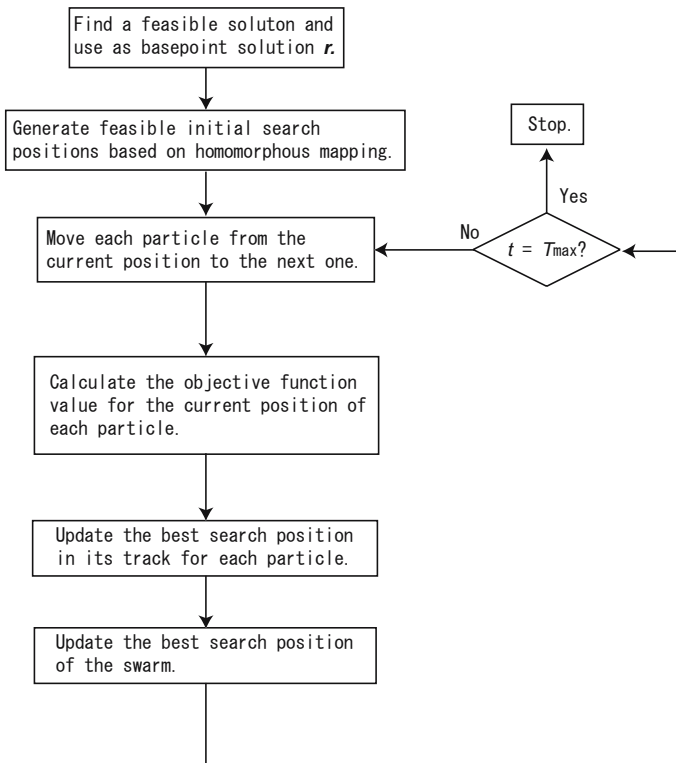 Find a feasible soluton and
use as basepoint solution r.
Generate feasible initial search
positions based on homomorphous mapping.
Stop.
Yes
No
t = Tmax?
Move each particle from the
current position to the next one.
Calculate the objective function
value for the current position of
each particle.
Update the best search position
in its track for each particle.
Update the best search position
of the swarm.